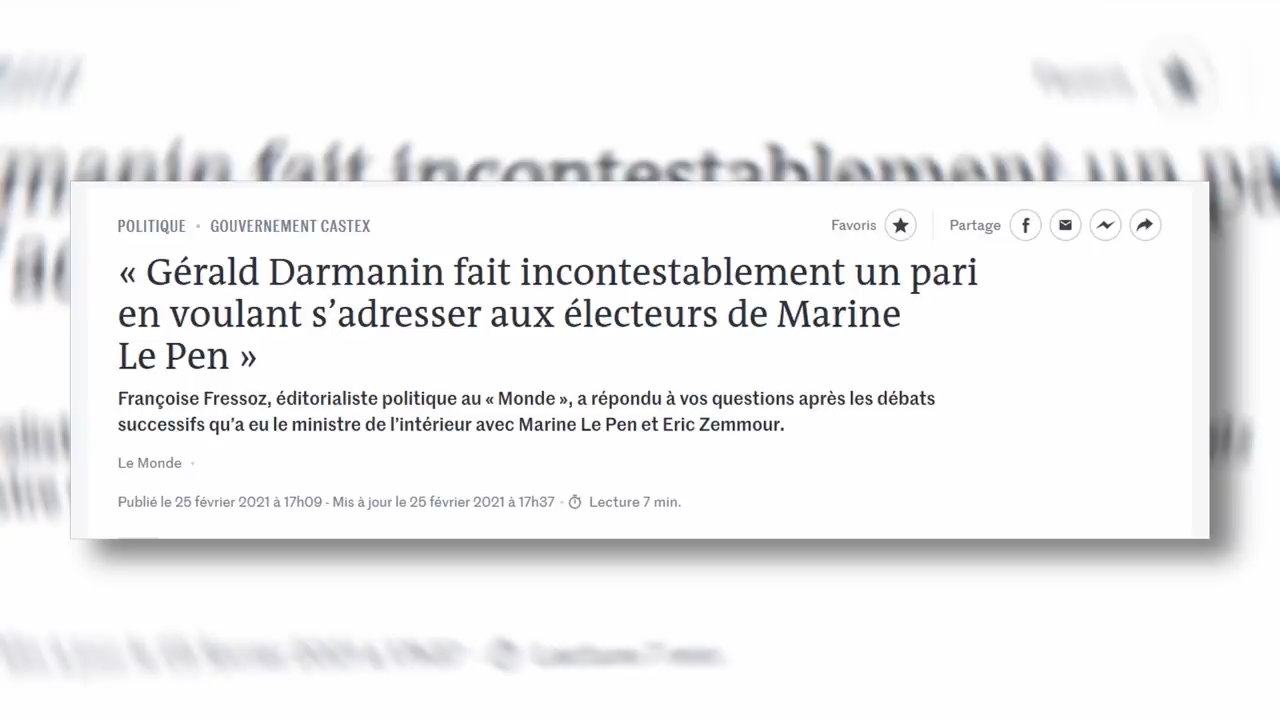 POLITIQUE • GOUVERNEMENT CASTEX
Favoris Partage
« Gérald Darmanin fait incontestablement un pari
en voulant s’adresser aux électeurs de Marine
Le Pen »
Françoise Fressoz, éditorialiste politique au « Monde », a répondu à vos questions après les débats
successifs qu’a eu le ministre de l’intérieur avec Marine Le Pen et Eric Zemmour.
Le Monde •
Publié le 25 février 2021 à 17h09 - Mis à jour le 25 février 2021 à 17h37 • Lecture 7 min.